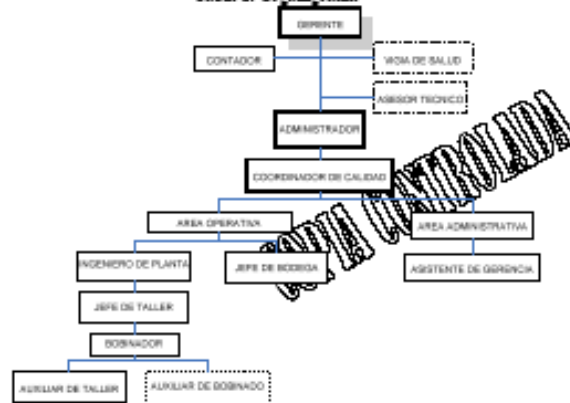 GERENTE
CONTADOR
VIGIA DE SALUD
ASESOR TECNICO
ADMINISTRADOR
COORDINADOR DE CALIDAD
AREA OPERATIVA
AREA ADMINISTRATIVA
INGENIERO DE PLANTA
JEFE DE BODEGA
ASISTENTE DE GERENCIA
JEFE DE TALLER
BOBINADOR
AUXILIAR DE TALLER
AUXILIAR DE BOBINADO
COPIA CONTROLADA